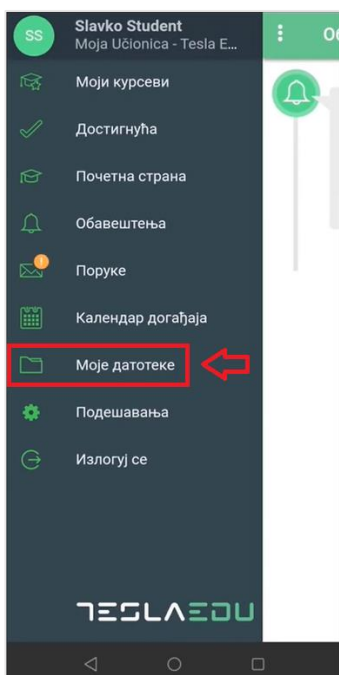 SS
Slavko Student
Moja Učionica - Tesla E...
Моји курсеви
Достигнућа
Почетна страна
Обавештења
!
Поруке
Календар догађаја
Моје датотеке
Подешавања
Излогуј се
TESLAEDU